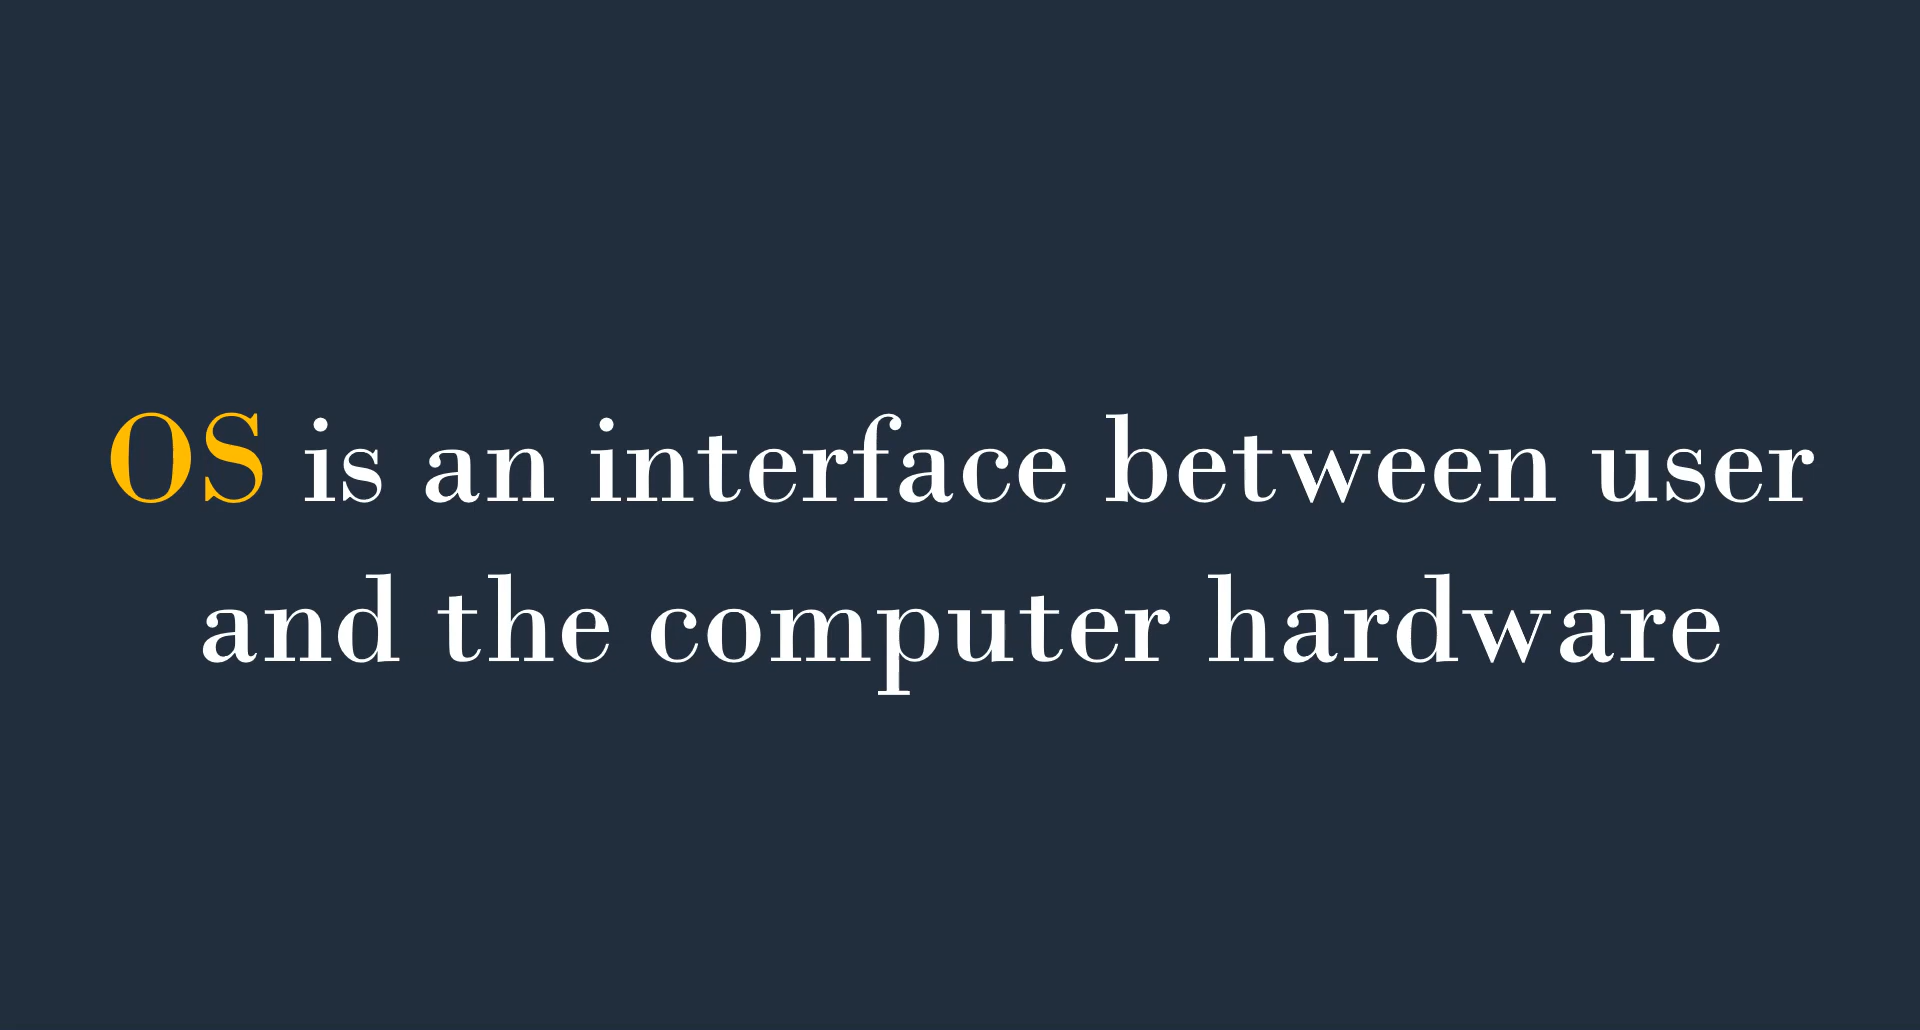 OS is an interface between user
and the computer hardware